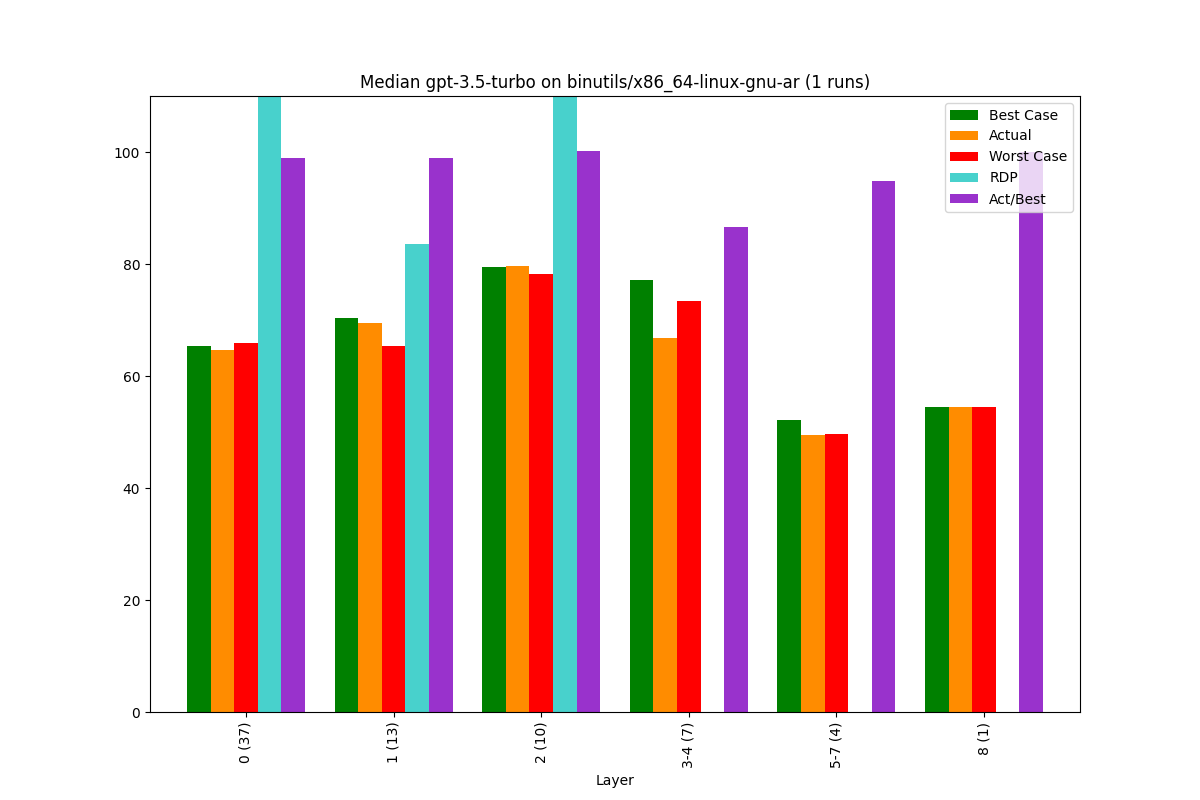 Median gpt-3.5-turbo on binutils/x86_64-linux-gnu-ar (1 runs)
Best Case
Actual
Worst Case
RDP
Act/Best
100
80
60
40
20
0
0 (37)
1 (13)
2 (10)
3-4 (7)
5-7 (4)
8 (1)
Layer